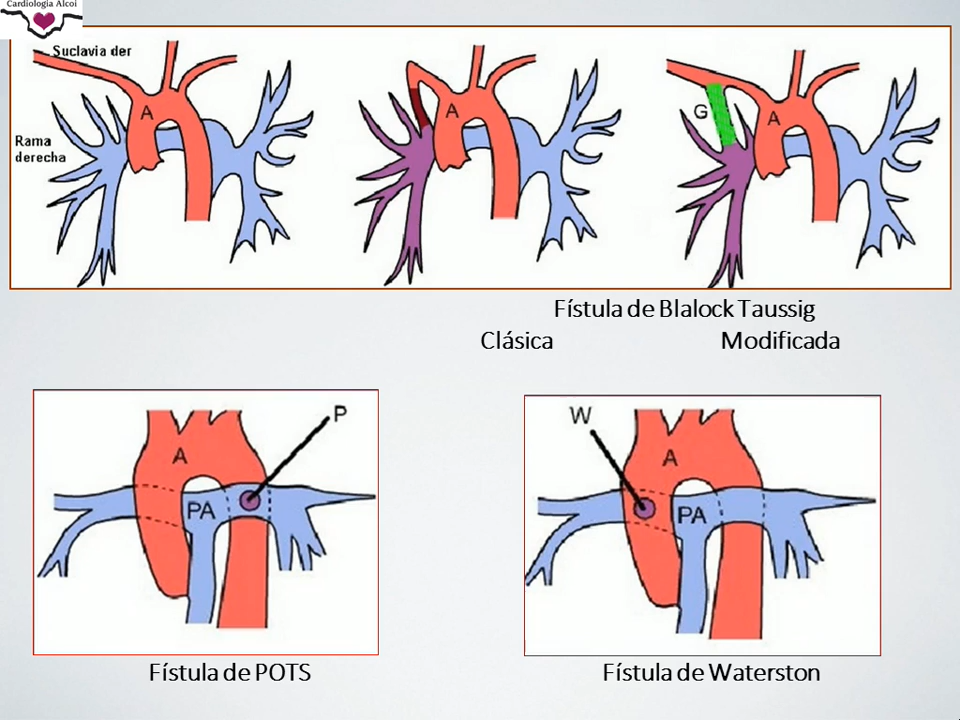 Cardiología Alcoi
Suclavia der
A
Rama
derecha
A
G
A
Fístula de Blalock Taussig
Clásica Modificada
P
A
PA
W
A
PA
Fístula de POTS
Fístula de Waterston